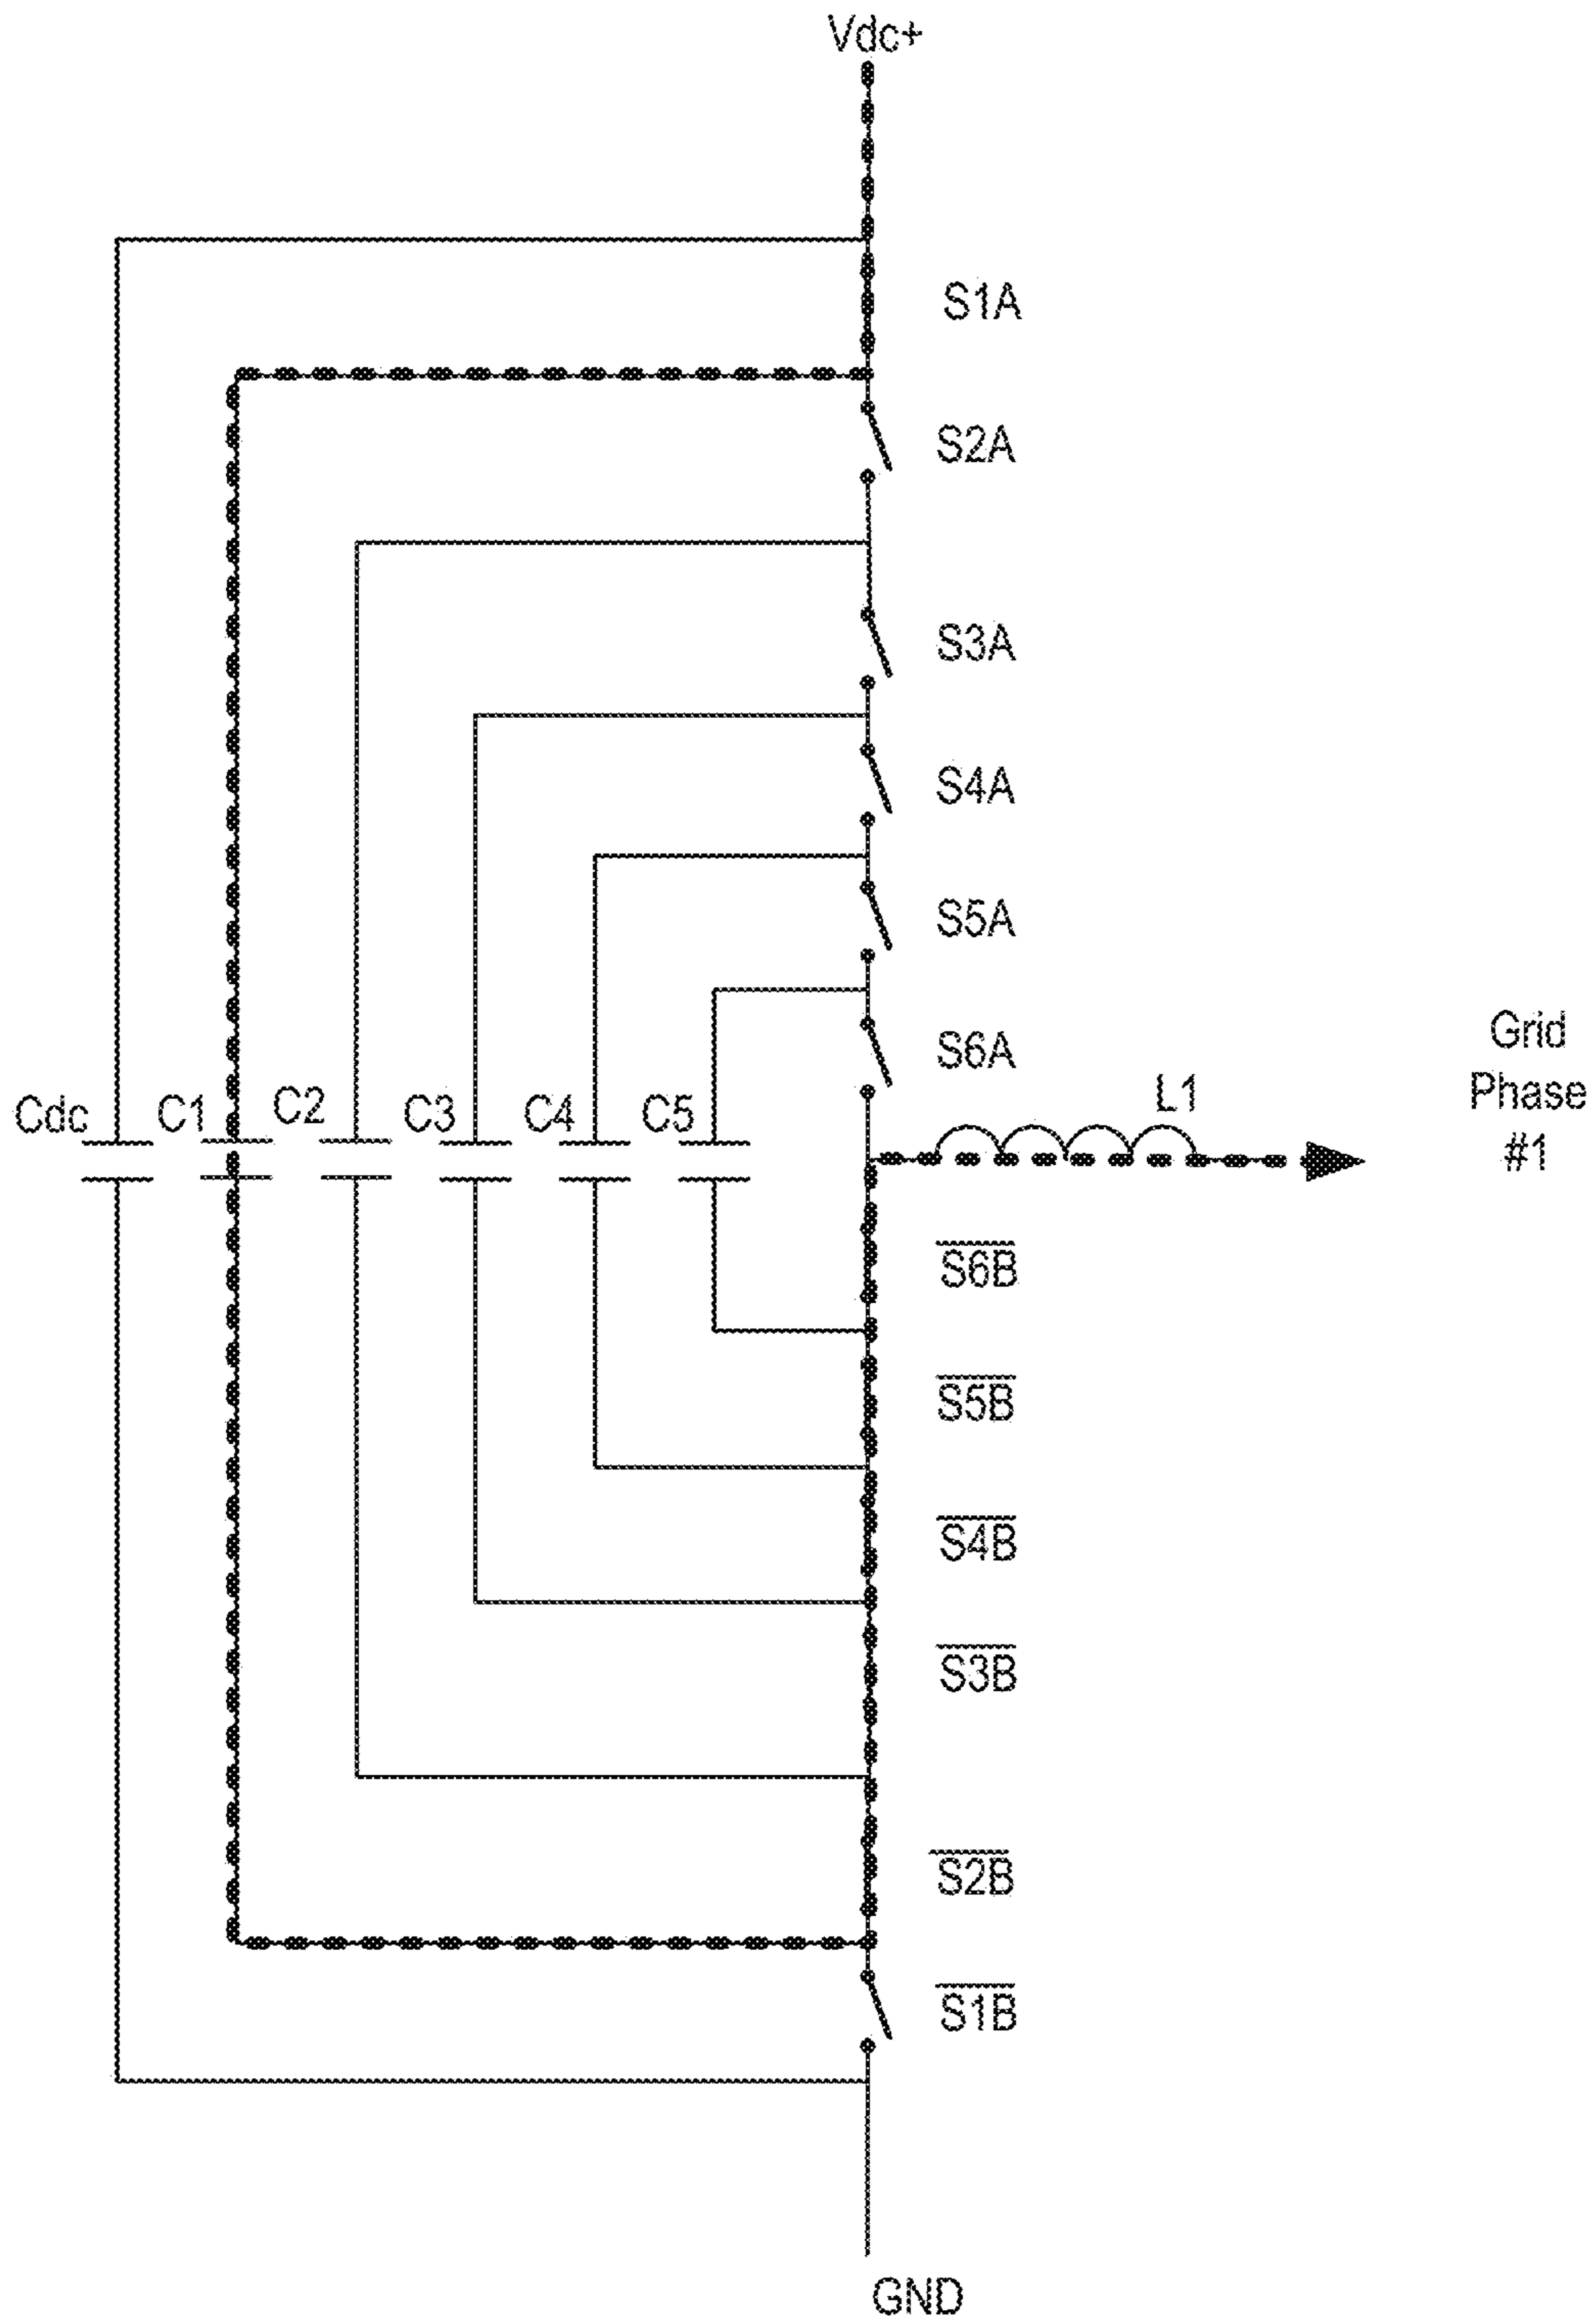 Vdc+
S1A
S2A
S3A
S4A
S5A
S6A
Cdc
C1
C2
C3
C4
C5
L1
Grid
Phase
#1
S6B
S5B
S4B
S3B
S2B
S1B
GND